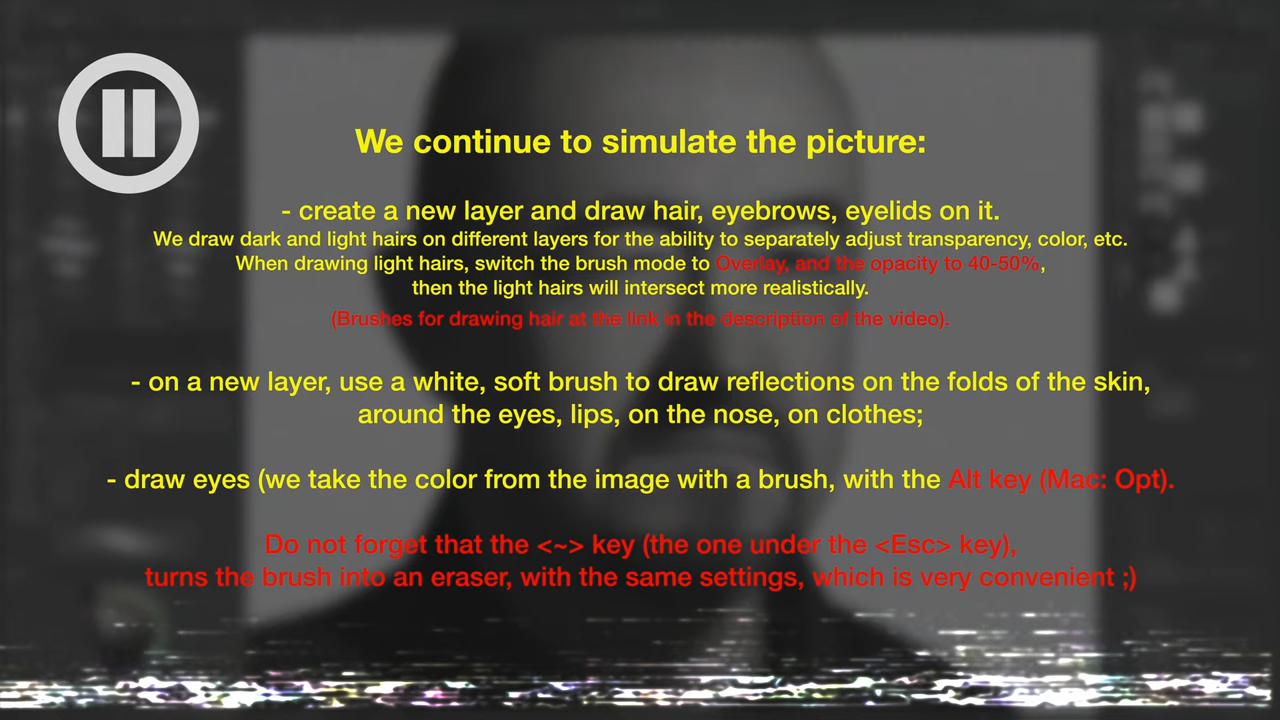 We continue to simulate the picture:
- create a new layer and draw hair, eyebrows, eyelids on it.
We draw dark and light hairs on different layers for the ability to separately adjust transparency, color, etc.
When drawing light hairs, switch the brush mode to Overlay, and the opacity to 40-50%,
then the light hairs will intersect more realistically.
(Brushes for drawing hair at the link in the description of the video).
- on a new layer, use a white, soft brush to draw reflections on the folds of the skin,
around the eyes, lips, on the nose, on clothes;
- draw eyes (we take the color from the image with a brush, with the Alt key (Mac: Opt).
Do not forget that the <~> key (the one under the <Esc> key),
turns the brush into an eraser, with the same settings, which is very convenient ;)